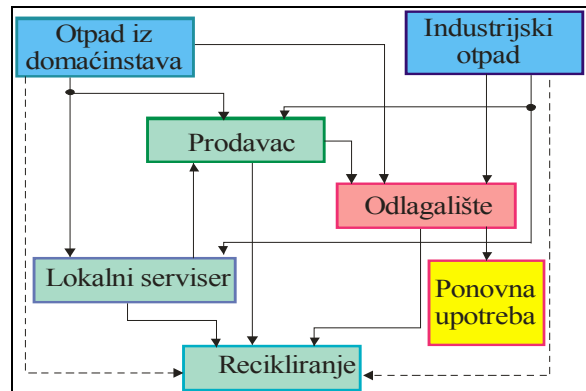 Otpad iz
domaćinstava
Industrijski
otpad
Prodavac
Odlagalište
Lokalni serviser
Ponovna
upotreba
Recikliranje